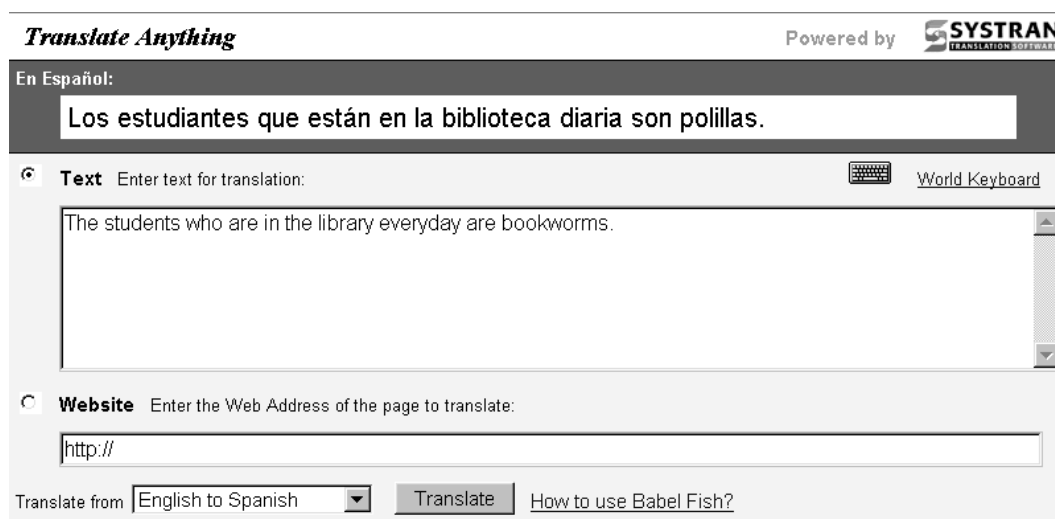 Translate Anything Powered by SYSTRAN
TRANSLATION SOFTWARE
En Español:
Los estudiantes que están en la biblioteca diaria son polillas.
Text Enter text for translation: World Keyboard
The students who are in the library everyday are bookworms.
Website Enter the Web Address of the page to translate:
http://
Translate from English to Spanish Translate How to use Babel Fish?